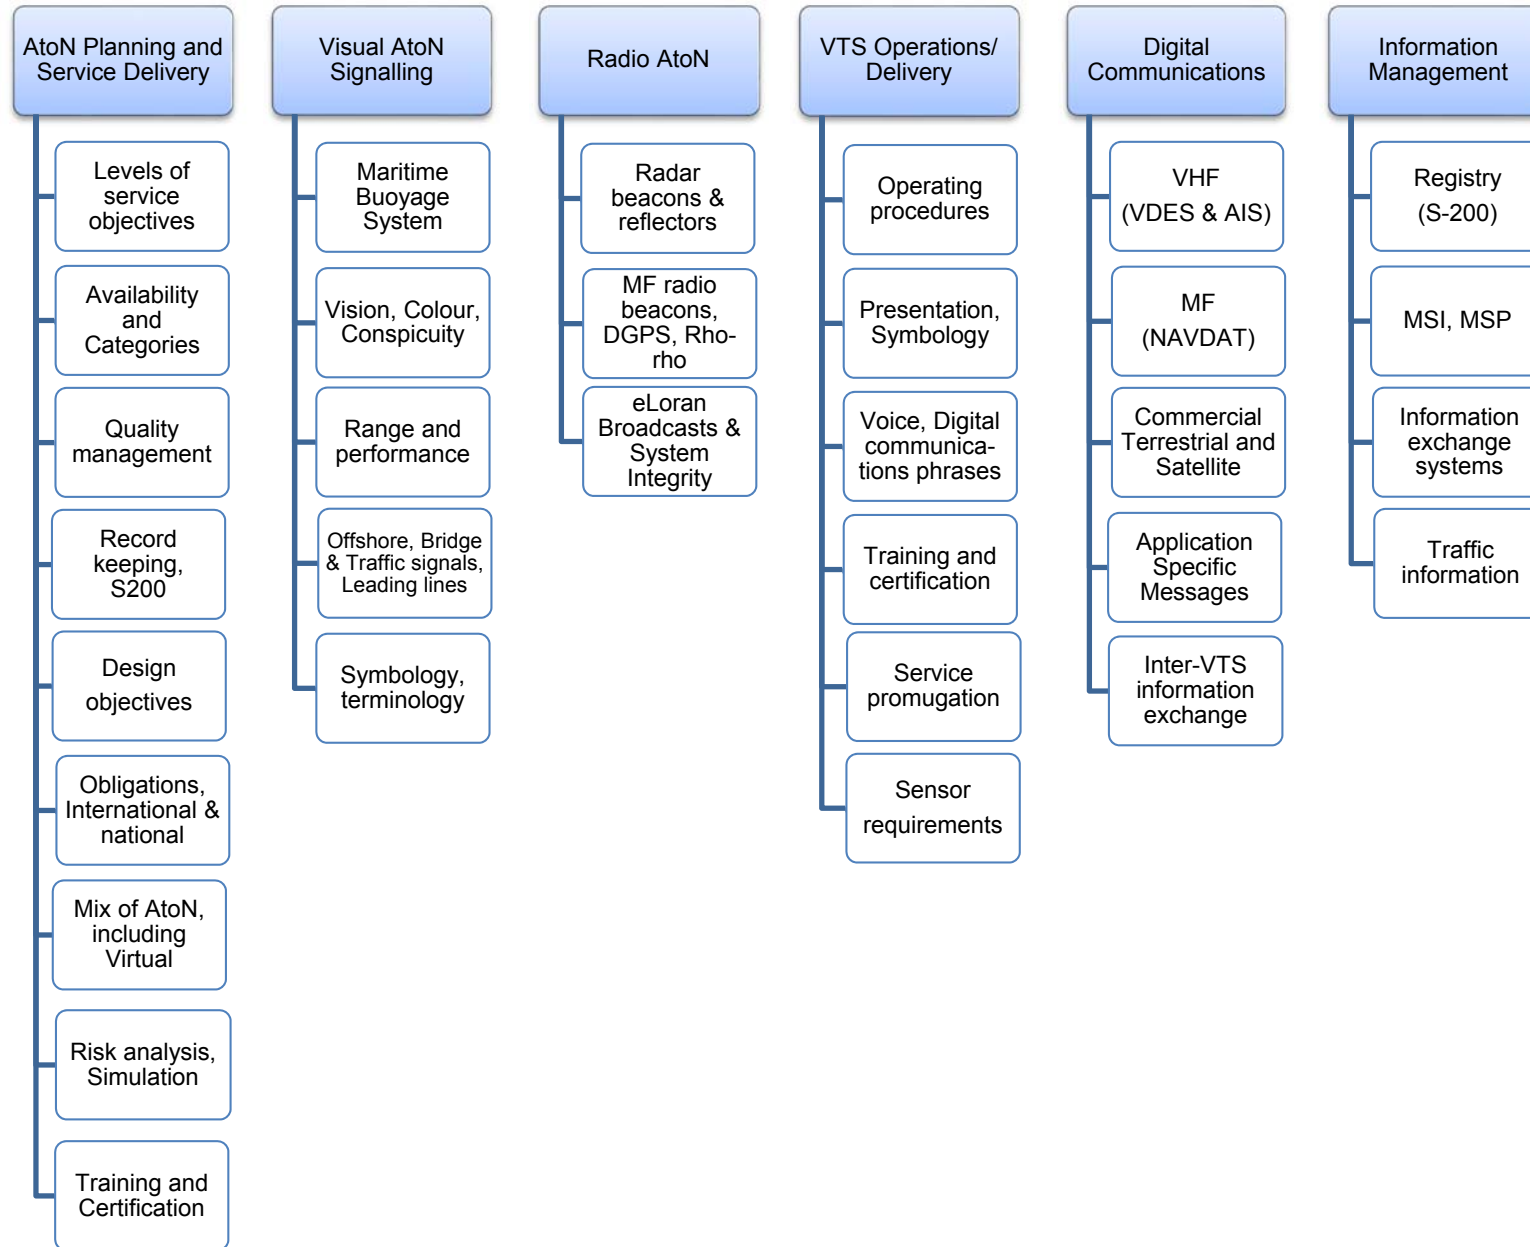 AtoN Planning and
Service Delivery
Levels of
service
objectives
Availability
and
Categories
Quality
management
Record
keeping,
S200
Design
objectives
Obligations,
International &
national
Mix of AtoN,
including
Virtual
Risk analysis,
Simulation
Training and
Certification
Visual AtoN
Signalling
Maritime
Buoyage
System
Vision, Colour,
Conspicuity
Range and
performance
Offshore, Bridge
& Traffic signals,
Leading lines
Symbology,
terminology
Radio AtoN
Radar
beacons &
reflectors
MF radio
beacons,
DGPS, Rho-
rho
eLoran
Broadcasts &
System
Integrity
VTS Operations/
Delivery
Operating
procedures
Presentation,
Symbology
Voice, Digital
communica-
tions phrases
Training and
certification
Service
promugation
Sensor
requirements
Digital
Communications
VHF
(VDES & AIS)
MF
(NAVDAT)
Commercial
Terrestrial and
Satellite
Application
Specific
Messages
Inter-VTS
information
exchange
Information
Management
Registry
(S-200)
MSI, MSP
Information
exchange
systems
Traffic
information